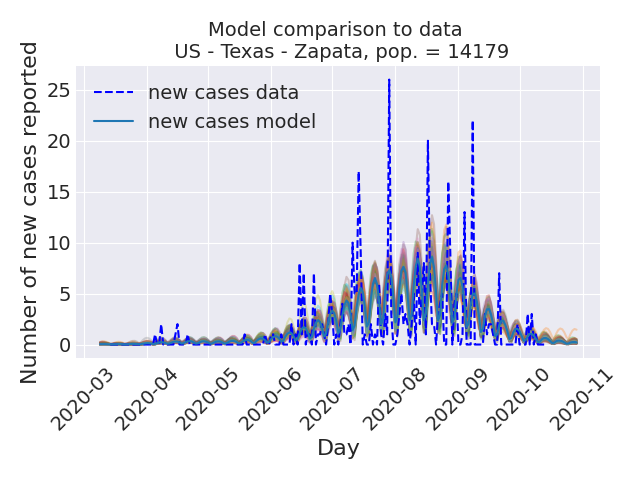 Model comparison to data
US - Texas - Zapata, pop. = 14179
Number of new cases reported
25
20
15
10
5
0
new cases data
new cases model
2020-03
2020-04
2020-05
2020-06
2020-07
2020-08
2020-09
2020-10
2020-11
Day